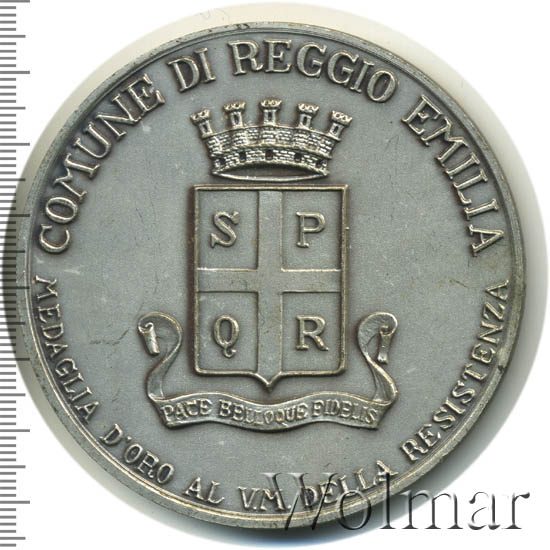 COMUNE DI REGGIO EMILIA
S P
Q R
PACE BELLOQUE FIDELIS
MEDAGLIA D'ORO AL V.M. DELLA RESISTENZA
Wolmar